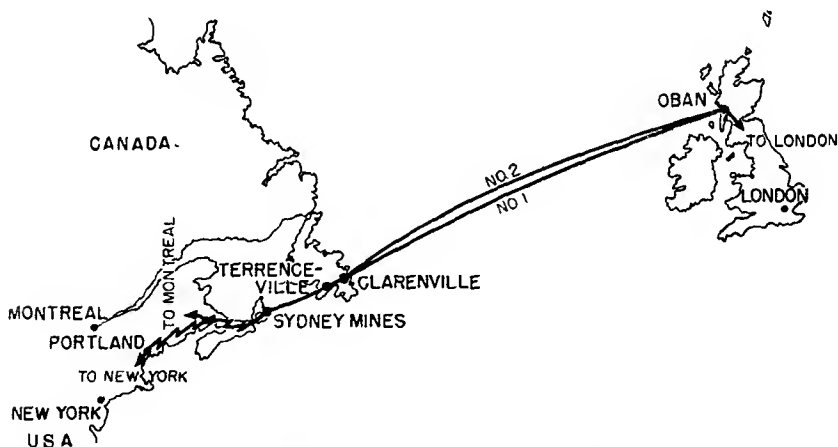 OBAN
TO LONDON
CANADA.
NO. 2
NO. 1
LONDON
TO MONTREAL
TERRENCE-
VILLE
CLARENVILLE
MONTREAL
SYDNEY MINES
PORTLAND
TO NEW YORK
NEW YORK
USA